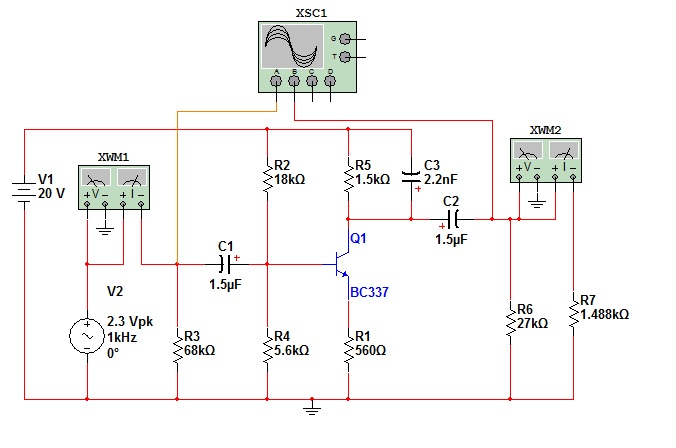 XSC1
G
T
A B C D
XWM1
+ V - + I -
XWM2
+ V - + I -
V1
20 V
R2
18kΩ
R5
1.5kΩ
C3
2.2nF
+
C2
+
1.5µF
C1
+
1.5µF
Q1
BC337
V2
2.3 Vpk
1kHz
0°
R3
68kΩ
R4
5.6kΩ
R1
560Ω
R6
27kΩ
R7
1.488kΩ